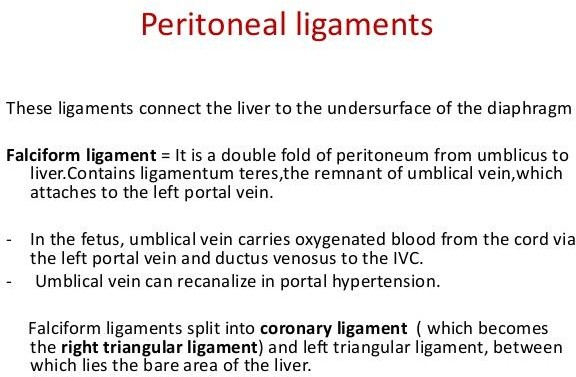 Peritoneal ligaments
These ligaments connect the liver to the undersurface of the diaphragm
Falciform ligament = It is a double fold of peritoneum from umblicus to
liver.Contains ligamentum teres,the remnant of umbilical vein,which
attaches to the left portal vein.
- In the fetus, umblical vein carries oxygenated blood from the cord via
the left portal vein and ductus venosus to the IVC.
- Umblical vein can recanalize in portal hypertension.
Falciform ligaments split into coronary ligament ( which becomes
the right triangular ligament) and left triangular ligament, between
which lies the bare area of the liver.